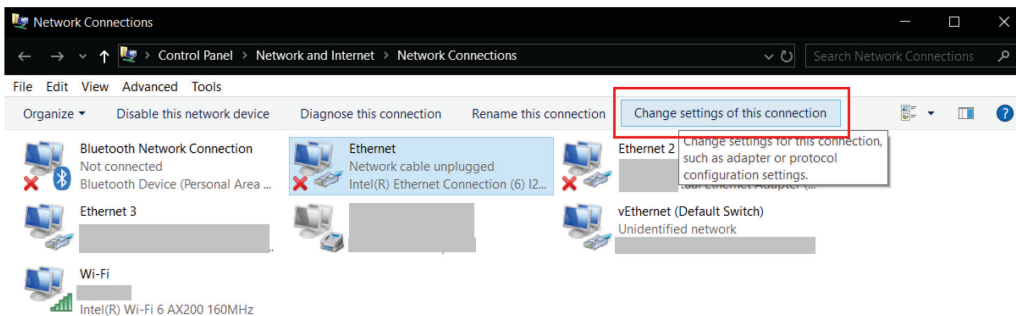 Network Connections
Control Panel > Network and Internet > Network Connections
Search Network Connections
File Edit View Advanced Tools
Organize Disable this network device Diagnose this connection Rename this connection Change settings of this connection
Change settings for this connection,
such as adapter or protocol
configuration settings.
Bluetooth Network Connection
Not connected
Bluetooth Device (Personal Area ...
Ethernet
Network cable unplugged
Intel(R) Ethernet Connection (6) I2...
Ethernet 2
Ethernet 3
vEthernet (Default Switch)
Unidentified network
Wi-Fi
Intel(R) Wi-Fi 6 AX200 160MHz